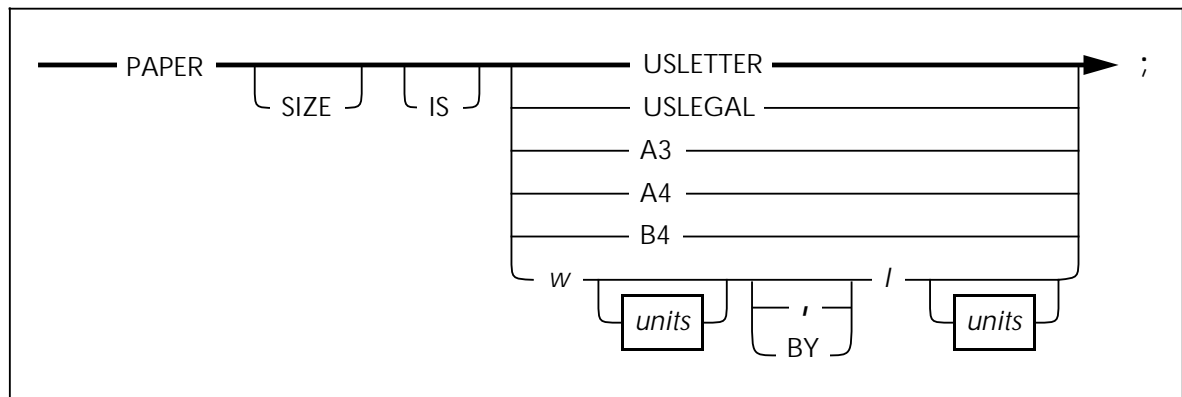 PAPER USLETTER ;
SIZE IS USLEGAL
A3
A4
B4
w l
units , units
BY